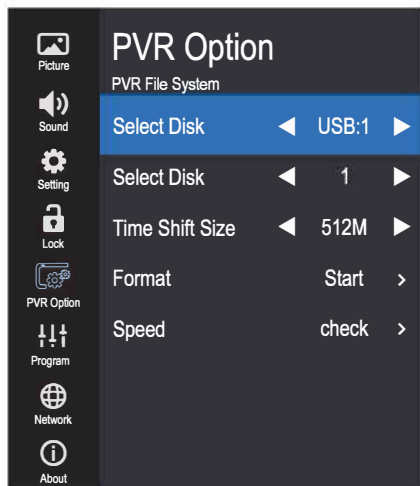 Picture
Sound
Setting
Lock
PVR Option
Program
Network
About
PVR Option
PVR File System
Select Disk USB:1
Select Disk 1
Time Shift Size 512M
Format Start >
Speed check >